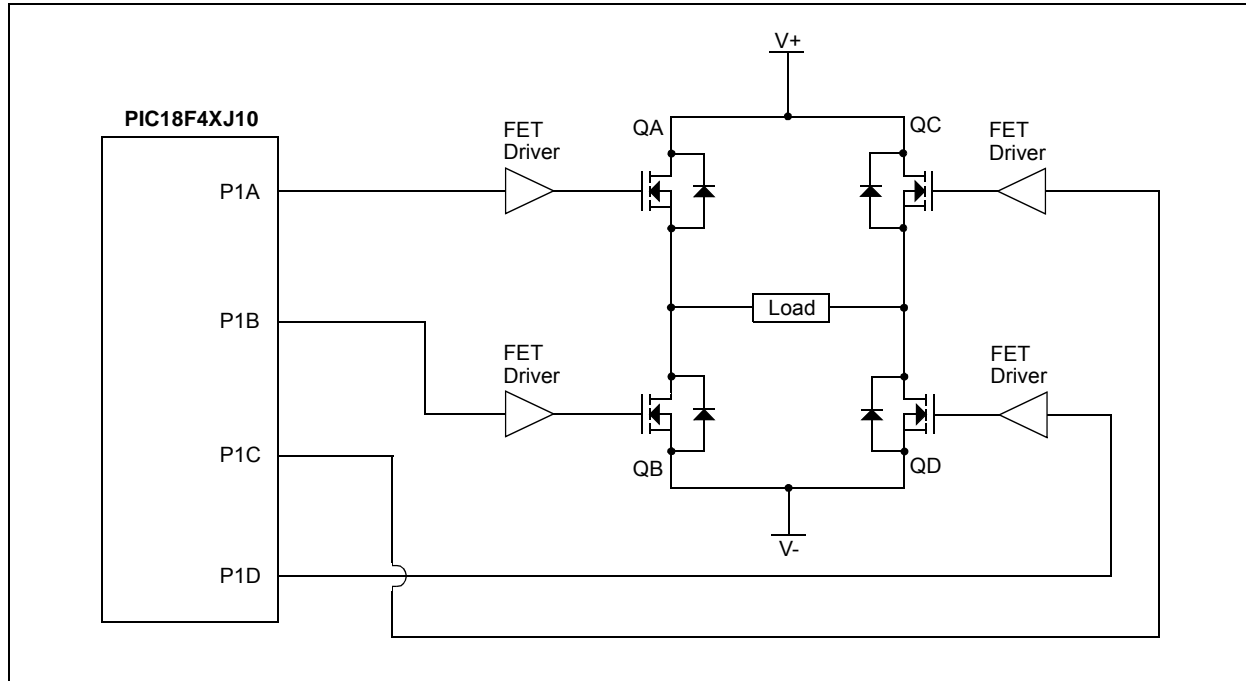 V+
PIC18F4XJ10
QA
QC
FET
Driver
FET
Driver
P1A
Load
P1B
FET
Driver
FET
Driver
P1C
QB
QD
V-
P1D